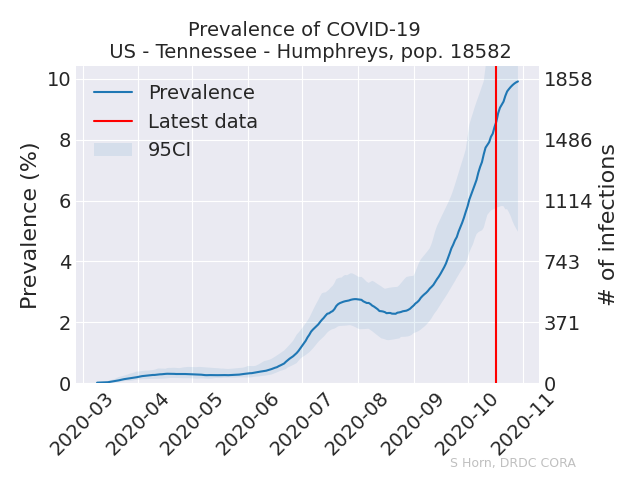 Prevalence of COVID-19
US - Tennessee - Humphreys, pop. 18582
Prevalence
Latest data
95CI
Prevalence (%)
10
8
6
4
2
0
1858
1486
1114
743
371
0
# of infections
2020-03
2020-04
2020-05
2020-06
2020-07
2020-08
2020-09
2020-10
2020-11
S Horn, DRDC CORA